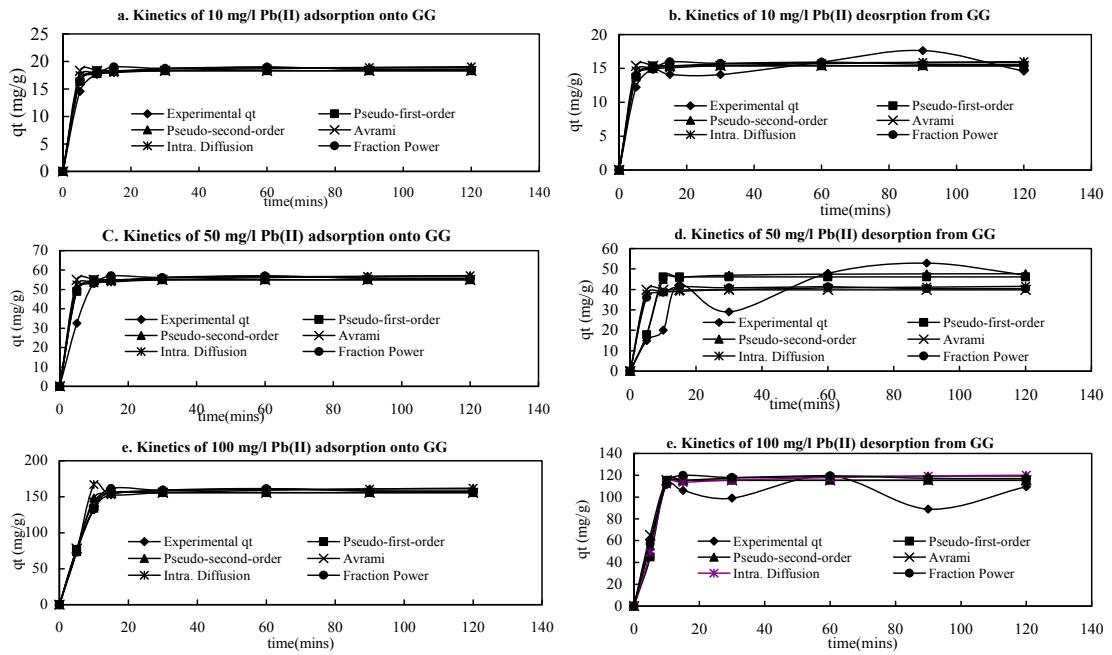 a. Kinetics of 10 mg/l Pb(II) adsorption onto GG
qt (mg/g)
25
20
15
10
5
0
Experimental qt
Pseudo-first-order
Pseudo-second-order
Avrami
Intra. Diffusion
Fraction Power
0 20 40 60 80 100 120 140
time(mins)
b. Kinetics of 10 mg/l Pb(II) deosrption from GG
qt (mg/g)
20
15
10
5
0
Experimental qt
Pseudo-first-order
Pseudo-second-order
Avrami
Intra. Diffusion
Fraction Power
0 20 40 60 80 100 120 140
time(mins)
C. Kinetics of 50 mg/l Pb(II) adsorption onto GG
qt (mg/g)
70
60
50
40
30
20
10
0
Experimental qt
Pseudo-first-order
Pseudo-second-order
Avrami
Intra. Diffusion
Fraction Power
0 20 40 60 80 100 120 140
time(mins)
d. Kinetics of 50 mg/l Pb(II) desorption from GG
qt (mg/g)
60
50
40
30
20
10
0
Experimental qt
Pseudo-first-order
Pseudo-second-order
Avrami
Intra. Diffusion
Fraction Power
0 20 40 60 80 100 120 140
time(mins)
e. Kinetics of 100 mg/l Pb(II) adsorption onto GG
qt (mg/g)
200
150
100
50
0
Experimental qt
Pseudo-first-order
Pseudo-second-order
Avrami
Intra. Diffusion
Fraction Power
0 20 40 60 80 100 120 140
time(mins)
e. Kinetics of 100 mg/l Pb(II) desorption from GG
qt (mg/g)
140
120
100
80
60
40
20
0
Experimental qt
Pseudo-first-order
Pseudo-second-order
Avrami
Intra. Diffusion
Fraction Power
0 20 40 60 80 100 120 140
time(mins)